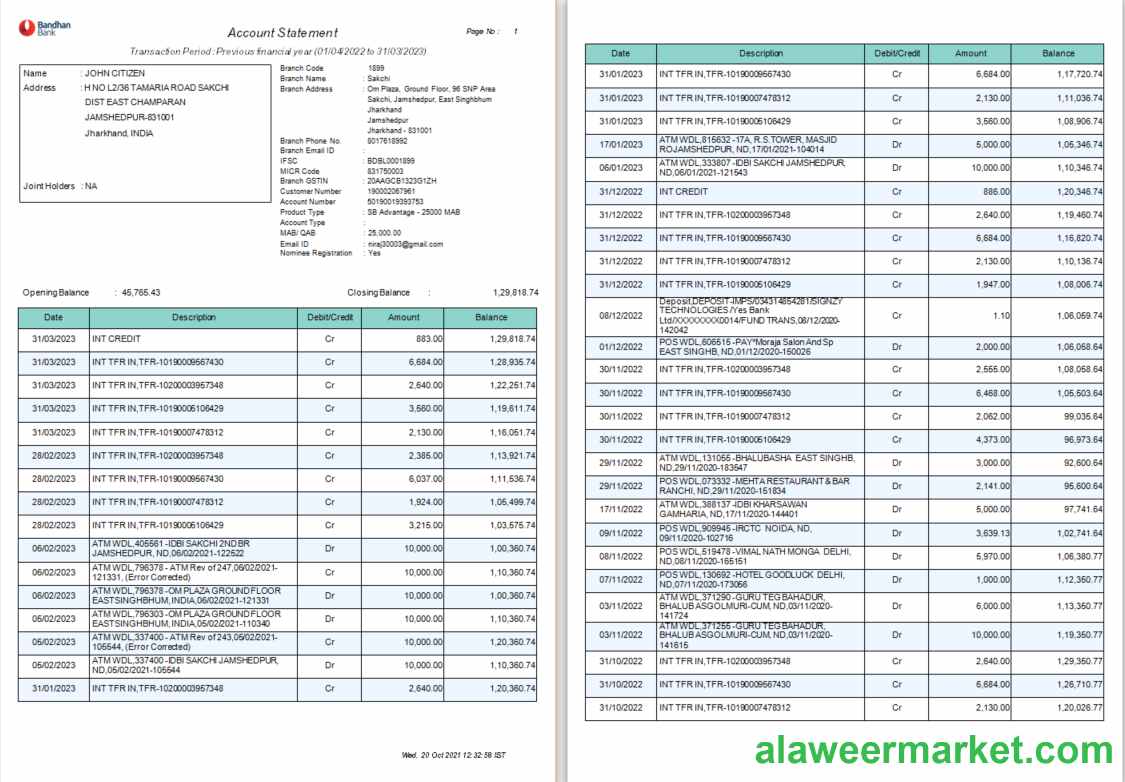 Bandhan
Bank
Account Statement
Page No : 1
Transaction Period : Previous financial year (01/04/2022 to 31/03/2023)
Name : JOHN CITIZEN
Address : H NO L2/36 TAMARIA ROAD SAKCHI
DIST EAST CHAMPARAN
JAMSHEDPUR-831001
Jharkhand, INDIA
Joint Holders : NA
Branch Code 1899
Branch Name : Sakchi
Branch Address : Om Plaza, Ground Floor, 96 SNP Area
Sakchi, Jamshedpur, East Singhbhum
Jharkhand
Jamshedpur
Jharkhand - 831001
Branch Phone No. 8017618992
Branch Email ID :
IFSC : BDBL0001899
MICR Code 831750003
Branch GSTIN : 20AAGCB1323G1ZH
Customer Number 190002067961
Account Number 50190019393753
Product Type : SB Advantage - 25000 MAB
Account Type :
MAB/ QAB : 25,000.00
Email ID : niraj30003@gmail.com
Nominee Registration : Yes
Opening Balance : 45,765.43
Closing Balance : 1,29,818.74
Date Description Debit/Credit Amount Balance
31/03/2023 INT CREDIT Cr 883.00 1,29,818.74
31/03/2023 INT TFR IN,TFR-10190009567430 Cr 6,684.00 1,28,935.74
31/03/2023 INT TFR IN,TFR-10200003957348 Cr 2,640.00 1,22,251.74
31/03/2023 INT TFR IN,TFR-10190005106429 Cr 3,560.00 1,19,611.74
31/03/2023 INT TFR IN,TFR-10190007478312 Cr 2,130.00 1,16,051.74
28/02/2023 INT TFR IN,TFR-10200003957348 Cr 2,385.00 1,13,921.74
28/02/2023 INT TFR IN,TFR-10190009567430 Cr 6,037.00 1,11,536.74
28/02/2023 INT TFR IN,TFR-10190007478312 Cr 1,924.00 1,05,499.74
28/02/2023 INT TFR IN,TFR-10190005106429 Cr 3,215.00 1,03,575.74
06/02/2023 ATM WDL,405561 -IDBI SAKCHI 2ND BR
JAMSHEDPUR, ND,06/02/2021-122522 Dr 10,000.00 1,00,360.74
06/02/2023 ATM WDL,796378 - ATM Rev of 247,06/02/2021-
121331, (Error Corrected) Cr 10,000.00 1,10,360.74
06/02/2023 ATM WDL,796378 -OM PLAZA GROUND FLOOR
EASTSINGHBHUM, INDIA,06/02/2021-121331 Dr 10,000.00 1,00,360.74
05/02/2023 ATM WDL,796303 -OM PLAZA GROUND FLOOR
EASTSINGHBHUM, INDIA,05/02/2021-110340 Dr 10,000.00 1,10,360.74
05/02/2023 ATM WDL,337400 - ATM Rev of 243,05/02/2021-
105544, (Error Corrected) Cr 10,000.00 1,20,360.74
05/02/2023 ATM WDL,337400 -IDBI SAKCHI JAMSHEDPUR,
ND,05/02/2021-105544 Dr 10,000.00 1,10,360.74
31/01/2023 INT TFR IN,TFR-10200003957348 Cr 2,640.00 1,20,360.74
Wed, 20 Oct 2021 12:32:58 IST
Date Description Debit/Credit Amount Balance
31/01/2023 INT TFR IN,TFR-10190009567430 Cr 6,684.00 1,17,720.74
31/01/2023 INT TFR IN,TFR-10190007478312 Cr 2,130.00 1,11,036.74
31/01/2023 INT TFR IN,TFR-10190005106429 Cr 3,560.00 1,08,906.74
17/01/2023 ATM WDL,815632 -17A, R.S.TOWER, MASJID
ROJAMSHEDPUR, ND,17/01/2021-104014 Dr 5,000.00 1,05,346.74
06/01/2023 ATM WDL,333807 -IDBI SAKCHI JAMSHEDPUR,
ND,06/01/2021-121543 Dr 10,000.00 1,10,346.74
31/12/2022 INT CREDIT Cr 886.00 1,20,346.74
31/12/2022 INT TFR IN,TFR-10200003957348 Cr 2,640.00 1,19,460.74
31/12/2022 INT TFR IN,TFR-10190009567430 Cr 6,684.00 1,16,820.74
31/12/2022 INT TFR IN,TFR-10190007478312 Cr 2,130.00 1,10,136.74
31/12/2022 INT TFR IN,TFR-10190005106429 Cr 1,947.00 1,08,006.74
08/12/2022 Deposit,DEPOSIT-IMPS/034314854281/SIGNZY
TECHNOLOGIES /Yes Bank
Ltd/XXXXXXXX0014/FUND TRANS,08/12/2020-
142042 Cr 1.10 1,06,059.74
01/12/2022 POS WDL,606515 -PAY*Moraja Salon And Sp
EAST SINGHB, ND,01/12/2020-150026 Dr 2,000.00 1,06,058.64
30/11/2022 INT TFR IN,TFR-10200003957348 Cr 2,555.00 1,08,058.64
30/11/2022 INT TFR IN,TFR-10190009567430 Cr 6,468.00 1,05,503.64
30/11/2022 INT TFR IN,TFR-10190007478312 Cr 2,062.00 99,035.64
30/11/2022 INT TFR IN,TFR-10190005106429 Cr 4,373.00 96,973.64
29/11/2022 ATM WDL,131055 -BHALUBASHA EAST SINGHB,
ND,29/11/2020-183547 Dr 3,000.00 92,600.64
29/11/2022 POS WDL,073332 -MEHTA RESTAURANT & BAR
RANCHI, ND,29/11/2020-151834 Dr 2,141.00 95,600.64
17/11/2022 ATM WDL,388137 -IDBI KHARSAWAN
GAMHARIA, ND,17/11/2020-144401 Dr 5,000.00 97,741.64
09/11/2022 POS WDL,909945 -IRCTC NOIDA, ND,
09/11/2020-102716 Dr 3,639.13 1,02,741.64
08/11/2022 POS WDL,519478 -VIMAL NATH MONGA DELHI,
ND,08/11/2020-165151 Dr 5,970.00 1,06,380.77
07/11/2022 POS WDL,130692 -HOTEL GOODLUCK DELHI,
ND,07/11/2020-173056 Dr 1,000.00 1,12,350.77
03/11/2022 ATM WDL,371290 -GURU TEG BAHADUR,
BHALUB ASGOLMURI-CUM, ND,03/11/2020-
141724 Dr 6,000.00 1,13,350.77
03/11/2022 ATM WDL,371255 -GURU TEG BAHADUR,
BHALUB ASGOLMURI-CUM, ND,03/11/2020-
141615 Dr 10,000.00 1,19,350.77
31/10/2022 INT TFR IN,TFR-10200003957348 Cr 2,640.00 1,29,350.77
31/10/2022 INT TFR IN,TFR-10190009567430 Cr 6,684.00 1,26,710.77
31/10/2022 INT TFR IN,TFR-10190007478312 Cr 2,130.00 1,20,026.77
alaweermarket.com